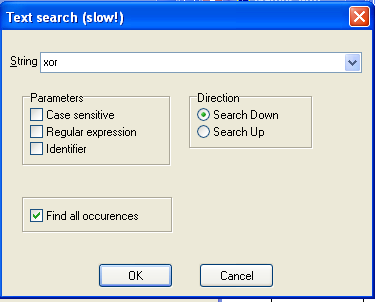 Text search (slow!)
String xor
Parameters
Case sensitive
Regular expression
Identifier
Direction
Search Down
Search Up
Find all occurences
OK Cancel